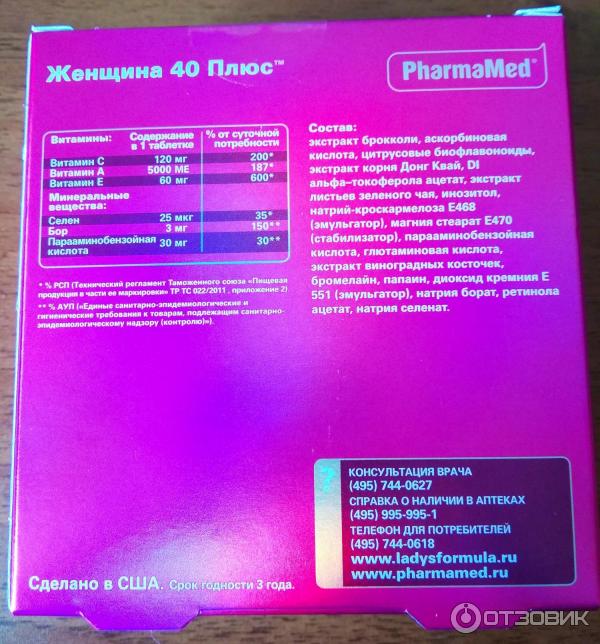 Женщина 40 Плюс™
PharmaMed®
Витамины: Содержание в 1 таблетке % от суточной потребности
Витамин С 120 мг 200*
Витамин А 5000 МЕ 187*
Витамин Е 60 мг 600*
Минеральные
вещества:
Селен 25 мкг 35*
Бор 3 мг 150**
Парааминобензойная
кислота 30 мг 30**
* % РСП (Технический регламент Таможенного союза «Пищевая
продукция в части ее маркировки» ТР ТС 022/2011 , приложение 2)
** % АУП («Единые санитарно-эпидемиологические и
гигиенические требования к товарам, подлежащим санитарно-
эпидемиологическому надзору (контролю)»).
Состав:
экстракт брокколи, аскорбиновая
кислота, цитрусовые биофлавоноиды,
экстракт корня Донг Квай, DI
альфа–токоферола ацетат, экстракт
листьев зеленого чая, инозитол,
натрий-кроскармелоза Е468
(эмульгатор), магния стеарат Е470
(стабилизатор), парааминобензойная
кислота, глютаминовая кислота,
экстракт виноградных косточек,
бромелайн, папаин, диоксид кремния Е
551 (эмульгатор), натрия борат, ретинола
ацетат, натрия селенат.
?
КОНСУЛЬТАЦИЯ ВРАЧА
(495) 744-0627
СПРАВКА О НАЛИЧИИ В АПТЕКАХ
(495) 995-995-1
ТЕЛЕФОН ДЛЯ ПОТРЕБИТЕЛЕЙ
(495) 744-0618
www.ladysformula.ru
www.pharmamed.ru
Сделано в США. Срок годности 3 года.
ОТЗОВИК